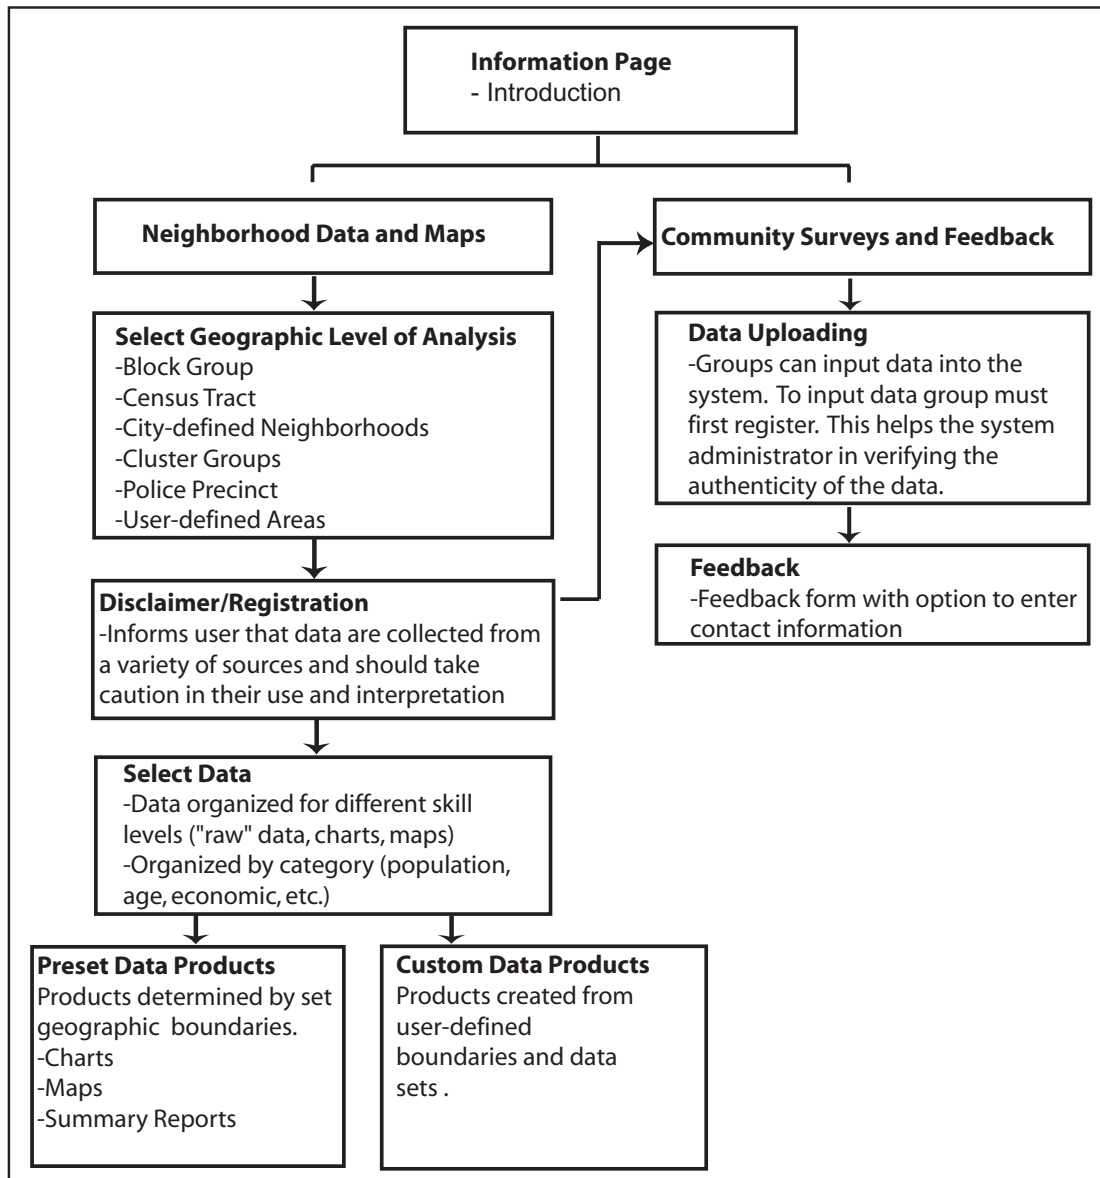 Information Page
- Introduction
Neighborhood Data and Maps
Community Surveys and Feedback
Select Geographic Level of Analysis
-Block Group
-Census Tract
-City-defined Neighborhoods
-Cluster Groups
-Police Precinct
-User-defined Areas
Data Uploading
-Groups can input data into the
system. To input data group must
first register. This helps the system
administrator in verifying the
authenticity of the data.
Feedback
-Feedback form with option to enter
contact information
Disclaimer/Registration
-Informs user that data are collected from
a variety of sources and should take
caution in their use and interpretation
Select Data
-Data organized for different skill
levels ("raw" data, charts, maps)
-Organized by category (population,
age, economic, etc.)
Preset Data Products
Products determined by set
geographic boundaries.
-Charts
-Maps
-Summary Reports
Custom Data Products
Products created from
user-defined
boundaries and data
sets .